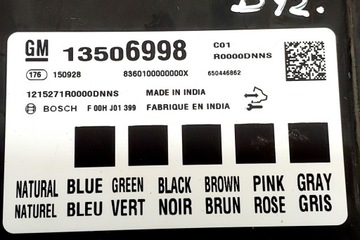 D42.
GM 13506998 C01
R0000DNNS
176 150928 8360100000000X 650446862
1215271R0000DNNS MADE IN INDIA
BOSCH F 00H J01 399 FABRIQUE EN INDIA
NATURAL BLUE GREEN BLACK BROWN PINK GRAY
NATUREL BLEU VERT NOIR BRUN ROSE GRIS